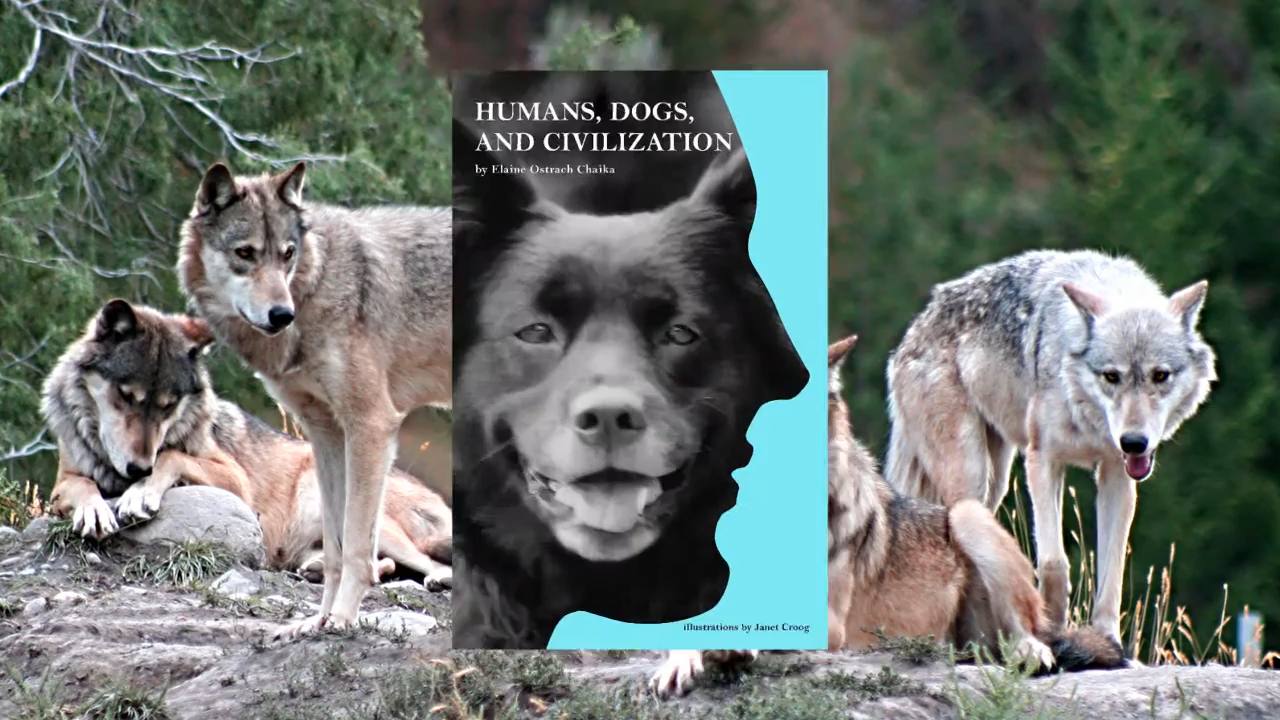 HUMANS, DOGS,
AND CIVILIZATION
by Elaine Ostrach Chaika
illustrations by Janet Croog